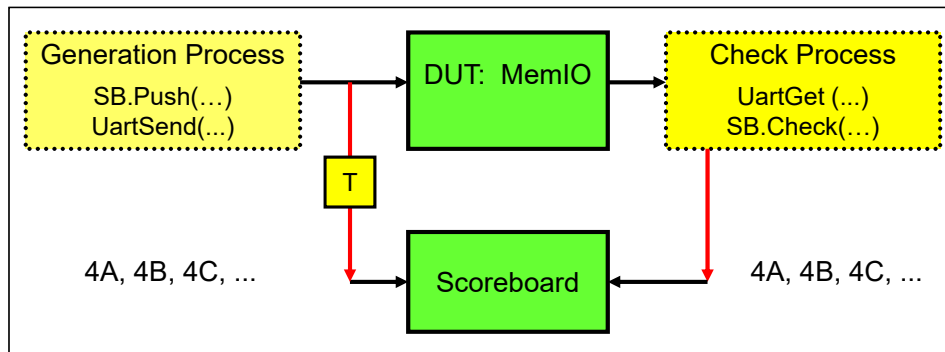 Generation Process
SB.Push(…)
UartSend(...)
DUT:  MemIO
Check Process
UartGet (...)
SB.Check(…)
T
4A, 4B, 4C, ...
Scoreboard
4A, 4B, 4C, ...